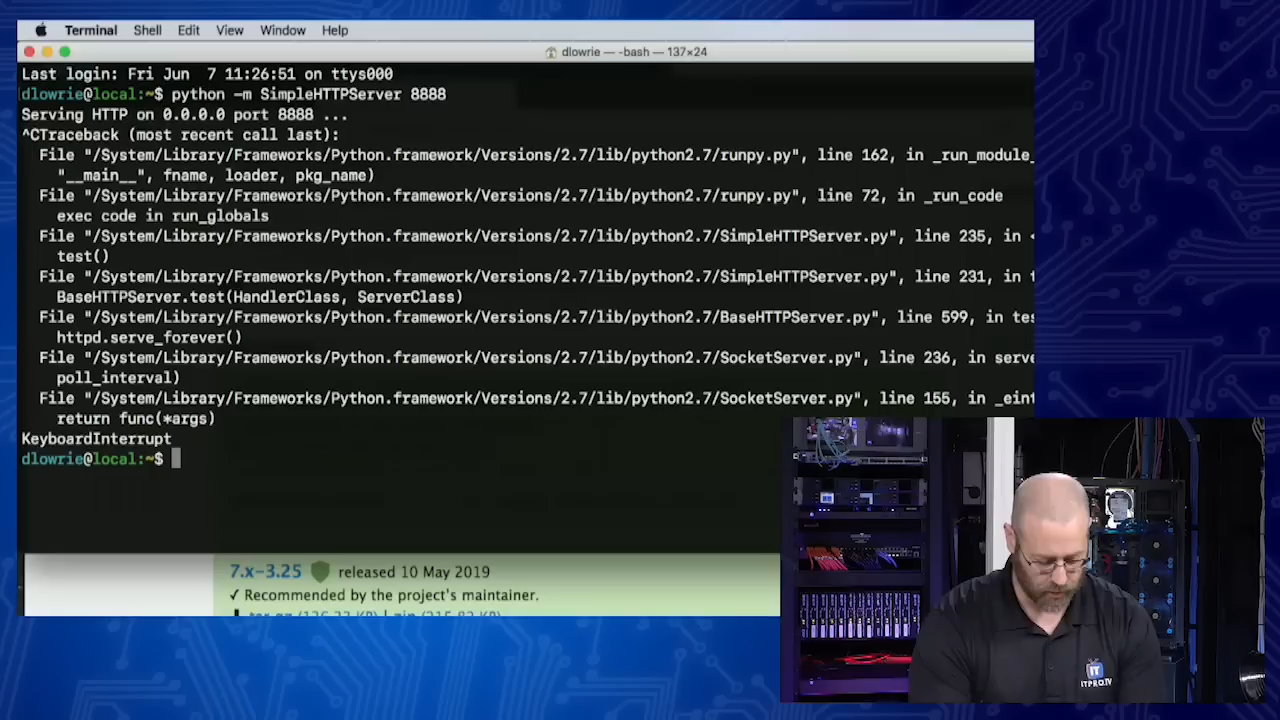 Terminal Shell Edit View Window Help
dlowrie — -bash — 137×24
Last login: Fri Jun  7 11:26:51 on ttys000
dlowrie@local:~$ python -m SimpleHTTPServer 8888
Serving HTTP on 0.0.0.0 port 8888 ...
^CTraceback (most recent call last):
  File "/System/Library/Frameworks/Python.framework/Versions/2.7/lib/python2.7/runpy.py", line 162, in _run_module_
    "__main__", fname, loader, pkg_name)
  File "/System/Library/Frameworks/Python.framework/Versions/2.7/lib/python2.7/runpy.py", line 72, in _run_code
    exec code in run_globals
  File "/System/Library/Frameworks/Python.framework/Versions/2.7/lib/python2.7/SimpleHTTPServer.py", line 235, in <
    test()
  File "/System/Library/Frameworks/Python.framework/Versions/2.7/lib/python2.7/SimpleHTTPServer.py", line 231, in t
    BaseHTTPServer.test(HandlerClass, ServerClass)
  File "/System/Library/Frameworks/Python.framework/Versions/2.7/lib/python2.7/BaseHTTPServer.py", line 599, in tes
    httpd.serve_forever()
  File "/System/Library/Frameworks/Python.framework/Versions/2.7/lib/python2.7/SocketServer.py", line 236, in serve
    poll_interval)
  File "/System/Library/Frameworks/Python.framework/Versions/2.7/lib/python2.7/SocketServer.py", line 155, in _eint
    return func(*args)
KeyboardInterrupt
dlowrie@local:~$
7.x-3.25 released 10 May 2019
✓ Recommended by the project's maintainer.
IT
ITPRO.TV